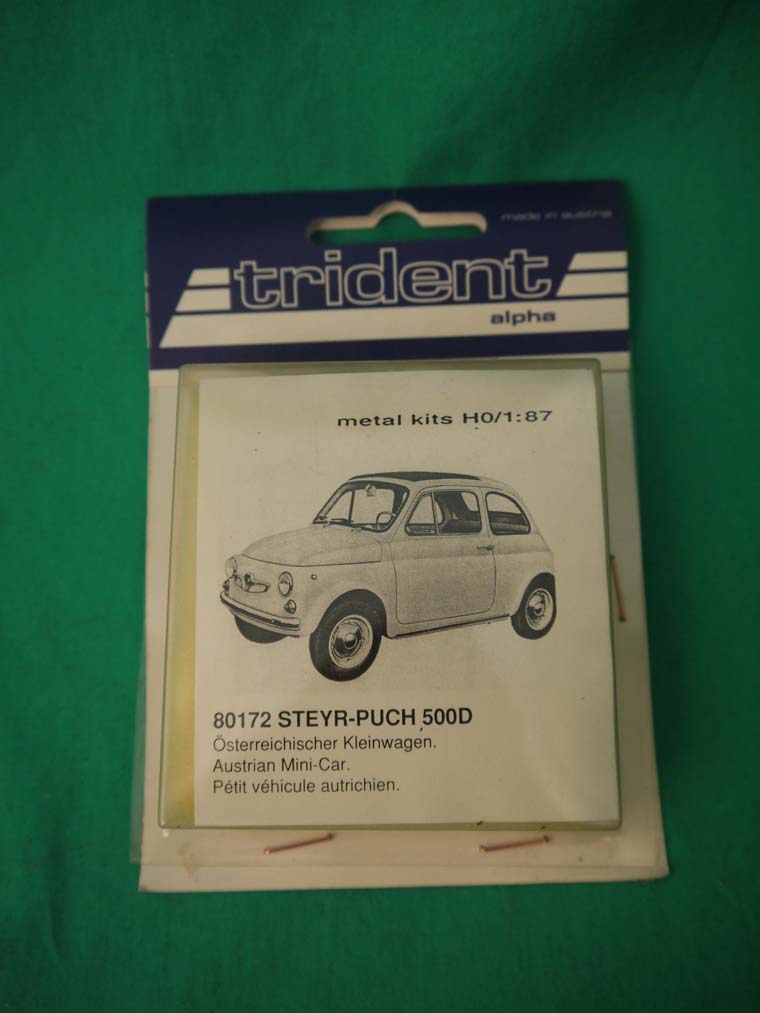 made in austria
trident
alpha
metal kits H0/1:87
80172 STEYR-PUCH 500D
Österreichischer Kleinwagen.
Austrian Mini-Car.
Pétit véhicule autrichien.